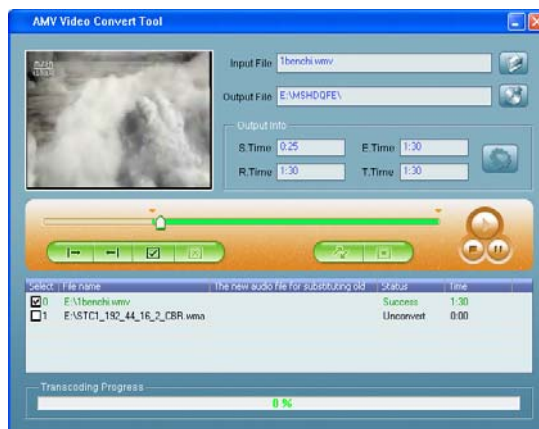 AMV Video Convert Tool
Input File 1benchi wmv
Output File E:\MSHDQFE\
Output Info
S.Time 0:25 E.Time 1:30
R.Time 1:30 T.Time 1:30
Select File name The new audio file for substituting old Status Time
0 E:\1benchi.wmv Success 1:30
1 E:\STC1_192_44_16_2_CBR.wma Unconvert 0:00
Transcoding Progress
0 %